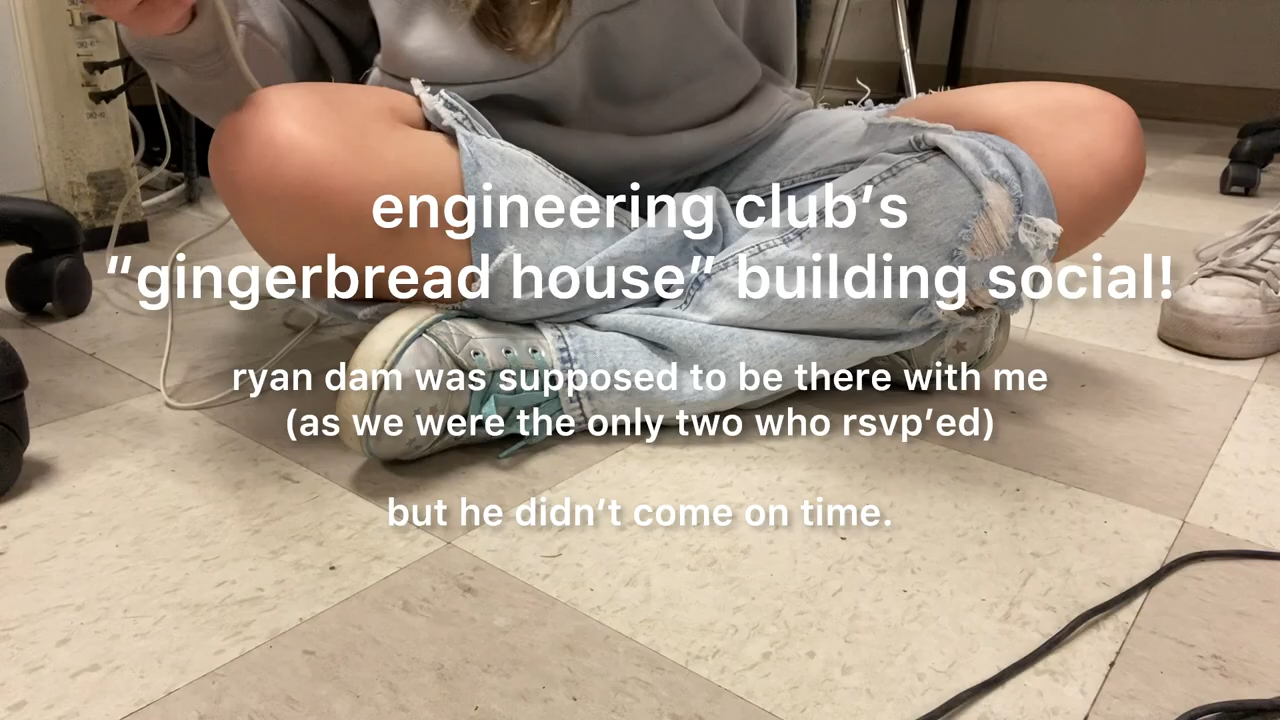 engineering club’s
“gingerbread house” building social!
ryan dam was supposed to be there with me
(as we were the only two who rsvp’ed)
but he didn’t come on time.